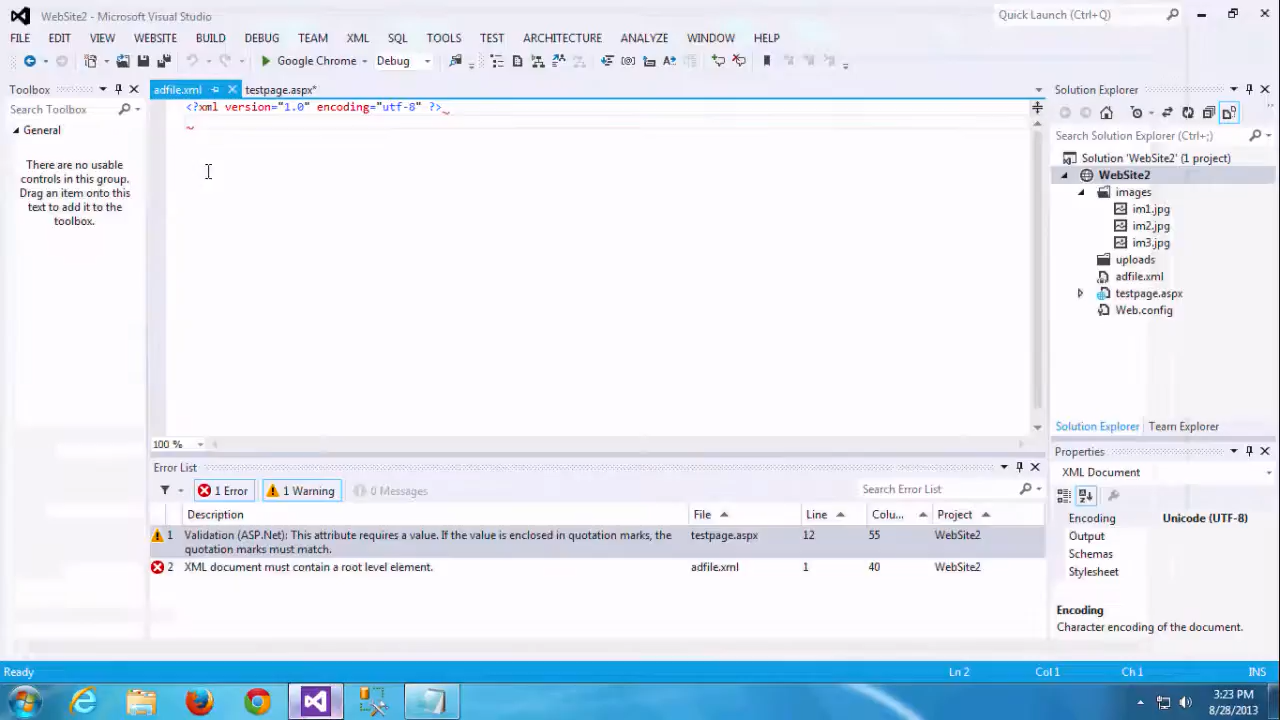 WebSite2 - Microsoft Visual Studio
Quick Launch (Ctrl+Q)
FILE EDIT VIEW WEBSITE BUILD DEBUG TEAM XML SQL TOOLS TEST ARCHITECTURE ANALYZE WINDOW HELP
Google Chrome Debug
Toolbox
adfile.xml testpage.aspx*
Solution Explorer
Search Toolbox
<?xml version="1.0" encoding="utf-8" ?>
General
There are no usable
controls in this group.
Drag an item onto this
text to add it to the
toolbox.
Search Solution Explorer (Ctrl+;)
Solution 'WebSite2' (1 project)
WebSite2
images
im1.jpg
im2.jpg
im3.jpg
uploads
adfile.xml
testpage.aspx
Web.config
Solution Explorer Team Explorer
100 %
Error List
1 Error 1 Warning 0 Messages Search Error List
Description File Line Colu... Project
1 Validation (ASP.Net): This attribute requires a value. If the value is enclosed in quotation marks, the testpage.aspx 12 55 WebSite2
quotation marks must match.
2 XML document must contain a root level element. adfile.xml 1 40 WebSite2
Properties
XML Document
Encoding Unicode (UTF-8)
Output
Schemas
Stylesheet
Encoding
Character encoding of the document.
Ready Ln 2 Col 1 Ch 1 INS
3:23 PM
8/28/2013